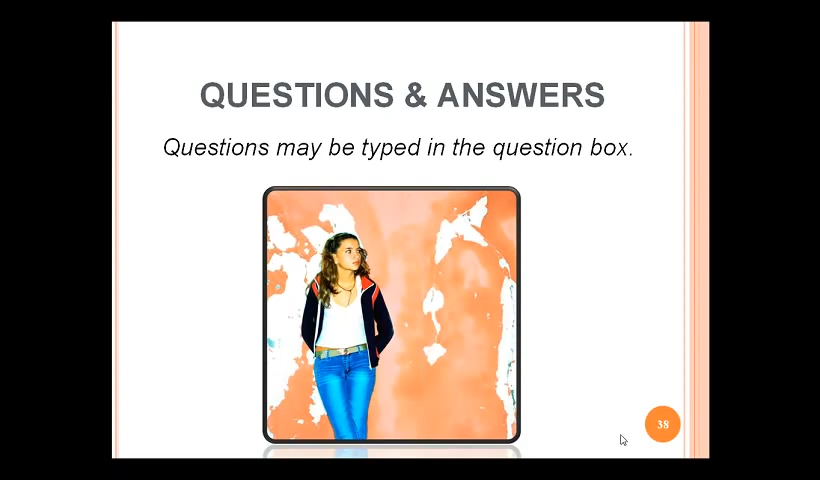 QUESTIONS & ANSWERS
Questions may be typed in the question box.
38